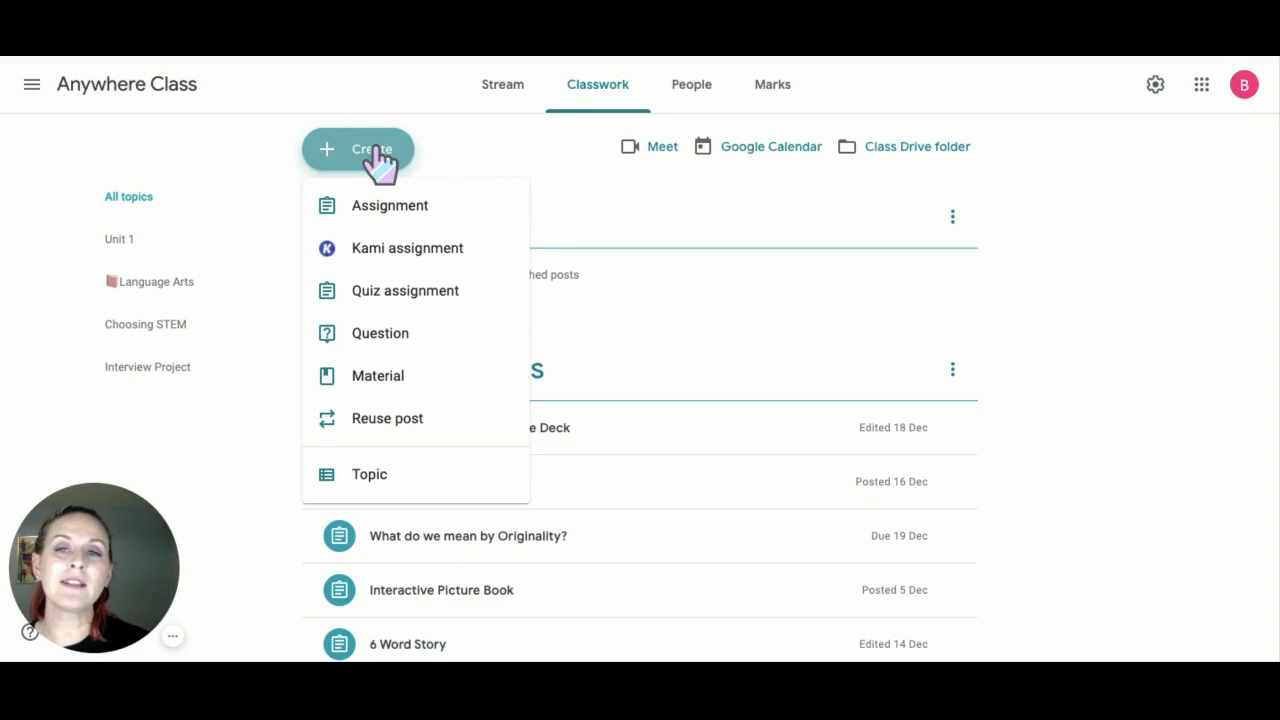 Anywhere Class
Stream
Classwork
People
Marks
B
Create
Meet
Google Calendar
Class Drive folder
All topics
Unit 1
Language Arts
Choosing STEM
Interview Project
Assignment
K
Kami assignment
Quiz assignment
Question
Material
Reuse post
Topic
hed posts
s
e Deck
Edited 18 Dec
Posted 16 Dec
What do we mean by Originality?
Due 19 Dec
Interactive Picture Book
Posted 5 Dec
6 Word Story
Edited 14 Dec